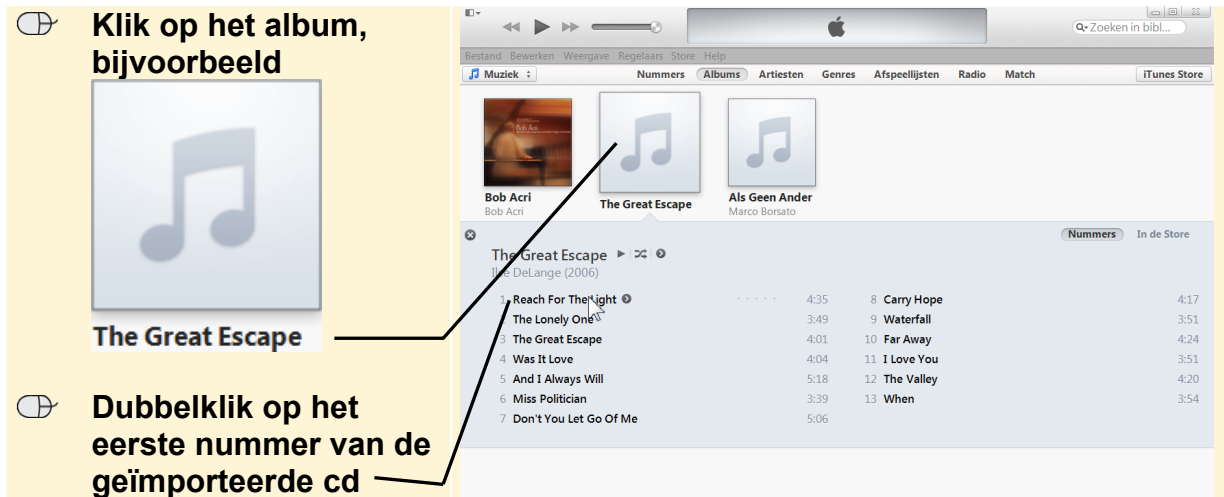 Klik op het album,
bijvoorbeeld
The Great Escape
Dubbelklik op het
eerste nummer van de
geïmporteerde cd
Zoeken in bibl...
Bestand Bewerken Weergave Regelaars Store Help
Muziek Nummers Albums Artiesten Genres Afspeellijsten Radio Match iTunes Store
Bob Acri
Bob Acri
Bob Acri
The Great Escape
Als Geen Ander
Marco Borsato
Nummers In de Store
The Great Escape
Ilse DeLange (2006)
1 Reach For The Light 4:35
2 The Lonely One 3:49
3 The Great Escape 4:01
4 Was It Love 4:04
5 And I Always Will 5:18
6 Miss Politician 3:39
7 Don't You Let Go Of Me 5:06
8 Carry Hope 4:17
9 Waterfall 3:51
10 Far Away 4:24
11 I Love You 3:51
12 The Valley 4:20
13 When 3:54